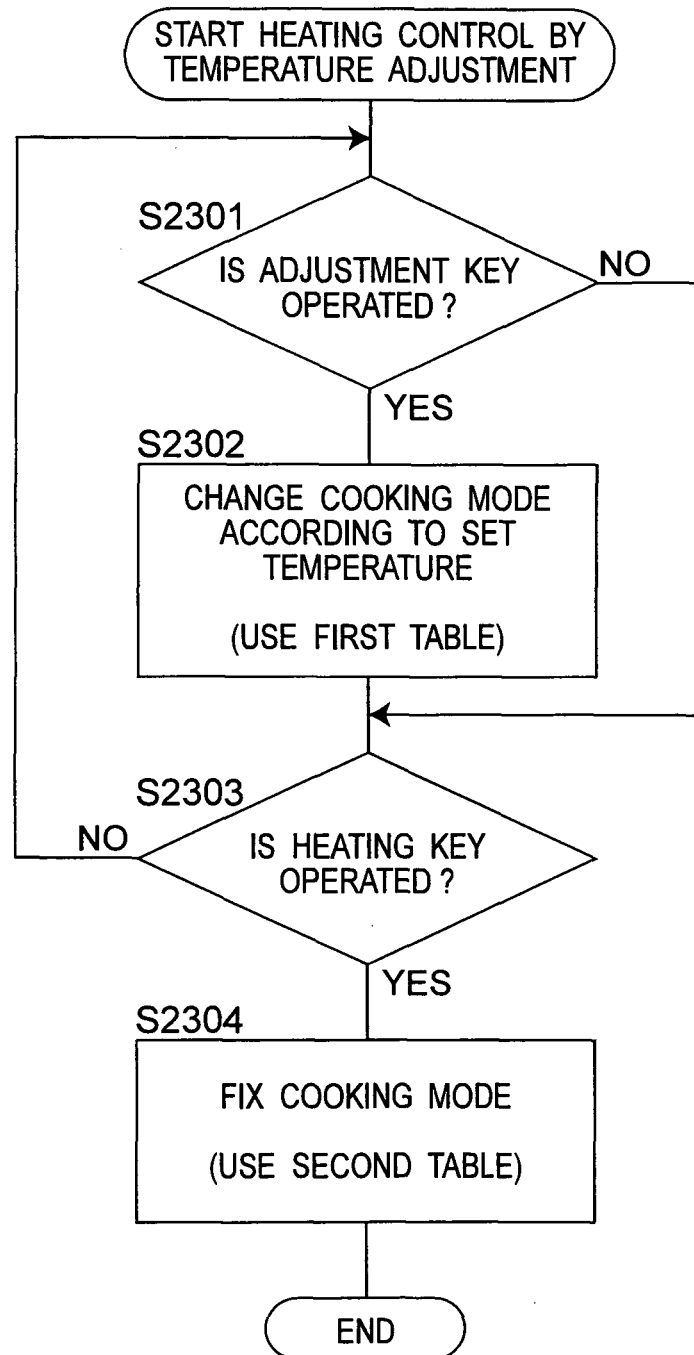 START HEATING CONTROL BY
TEMPERATURE ADJUSTMENT
S2301
IS ADJUSTMENT KEY
OPERATED ?
NO
YES
S2302
CHANGE COOKING MODE
ACCORDING TO SET
TEMPERATURE
(USE FIRST TABLE)
S2303
NO
IS HEATING KEY
OPERATED ?
YES
S2304
FIX COOKING MODE
(USE SECOND TABLE)
END